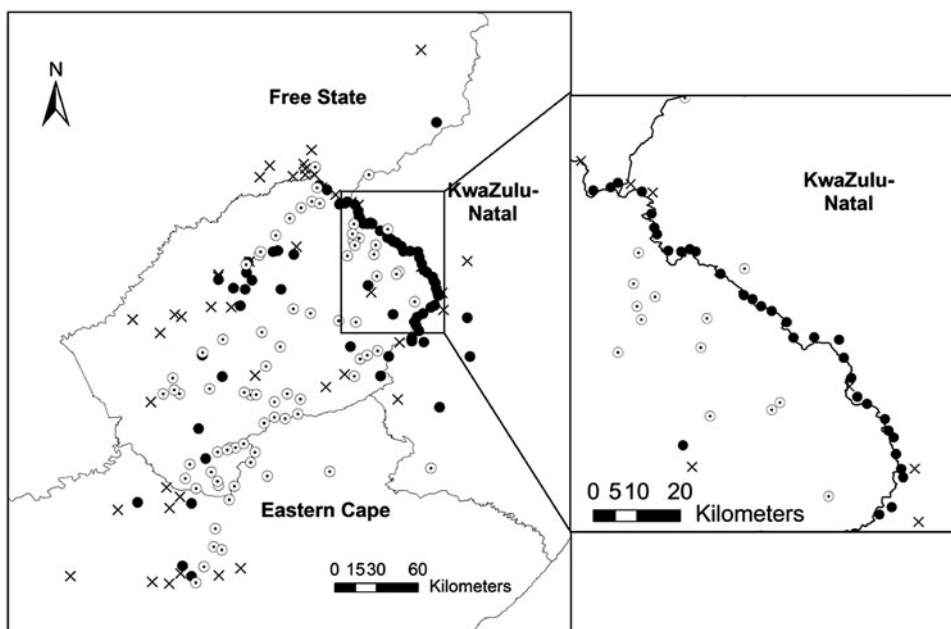 N
Free State
KwaZulu-
Natal
Eastern Cape
0 1530 60
Kilometers
KwaZulu-
Natal
0 510 20
Kilometers